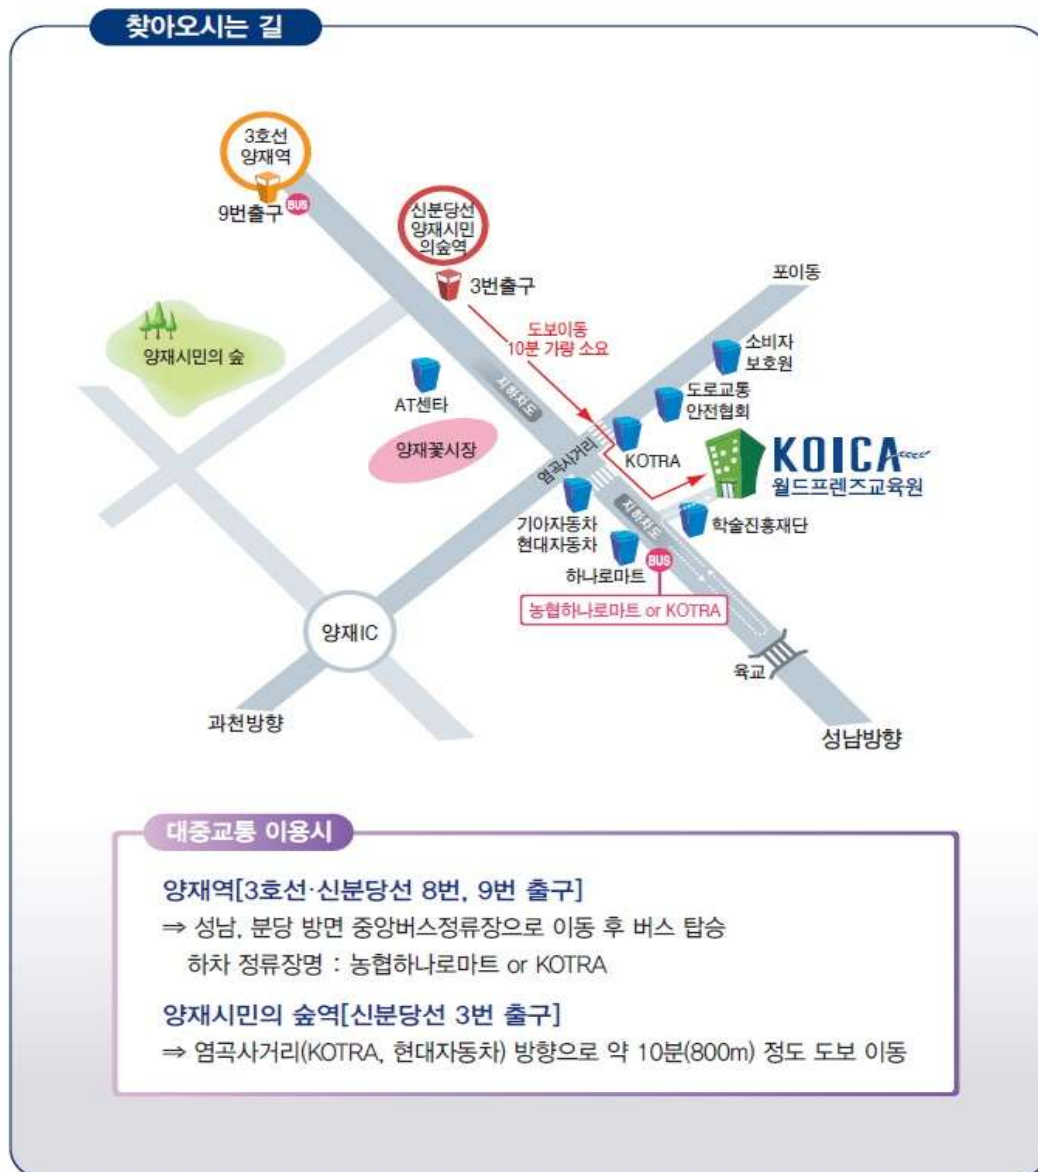 찾아오시는 길
3호선
양재역
9번출구
BUS
신분당선
양재시민
의숲역
3번출구
포이동
도보이동
10분 가량 소요
소비자
보호원
양재시민의 숲
AT센타
지하차도
도로교통
안전협회
양재꽃시장
염곡사거리
KOTRA
KOICA
월드프렌즈교육원
기아자동차
현대자동차
지하차도
학술진흥재단
하나로마트
BUS
농협하나로마트 or KOTRA
양재IC
육교
과천방향
성남방향
대중교통 이용시
양재역[3호선·신분당선 8번, 9번 출구]
⇒ 성남, 분당 방면 중앙버스정류장으로 이동 후 버스 탑승
하차 정류장명 : 농협하나로마트 or KOTRA
양재시민의 숲역[신분당선 3번 출구]
⇒ 염곡사거리(KOTRA, 현대자동차) 방향으로 약 10분(800m) 정도 도보 이동